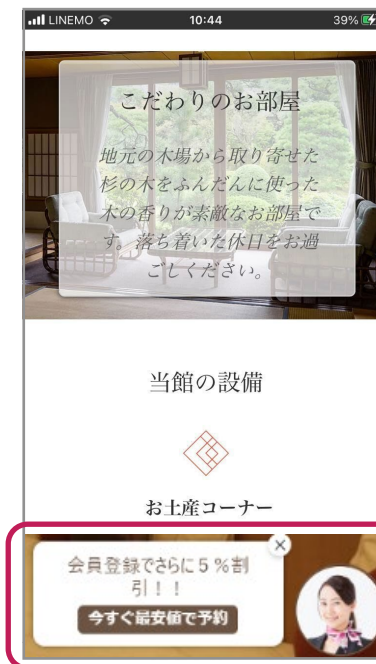 LINEMO 10:44 39%
こだわりのお部屋
地元の木場から取り寄せた
杉の木をふんだんに使った
木の香りが素敵なお部屋で
す。落ち着いた休日をお過
ごしください。
当館の設備
お土産コーナー
会員登録でさらに5%割
引！！
今すぐ最安値で予約